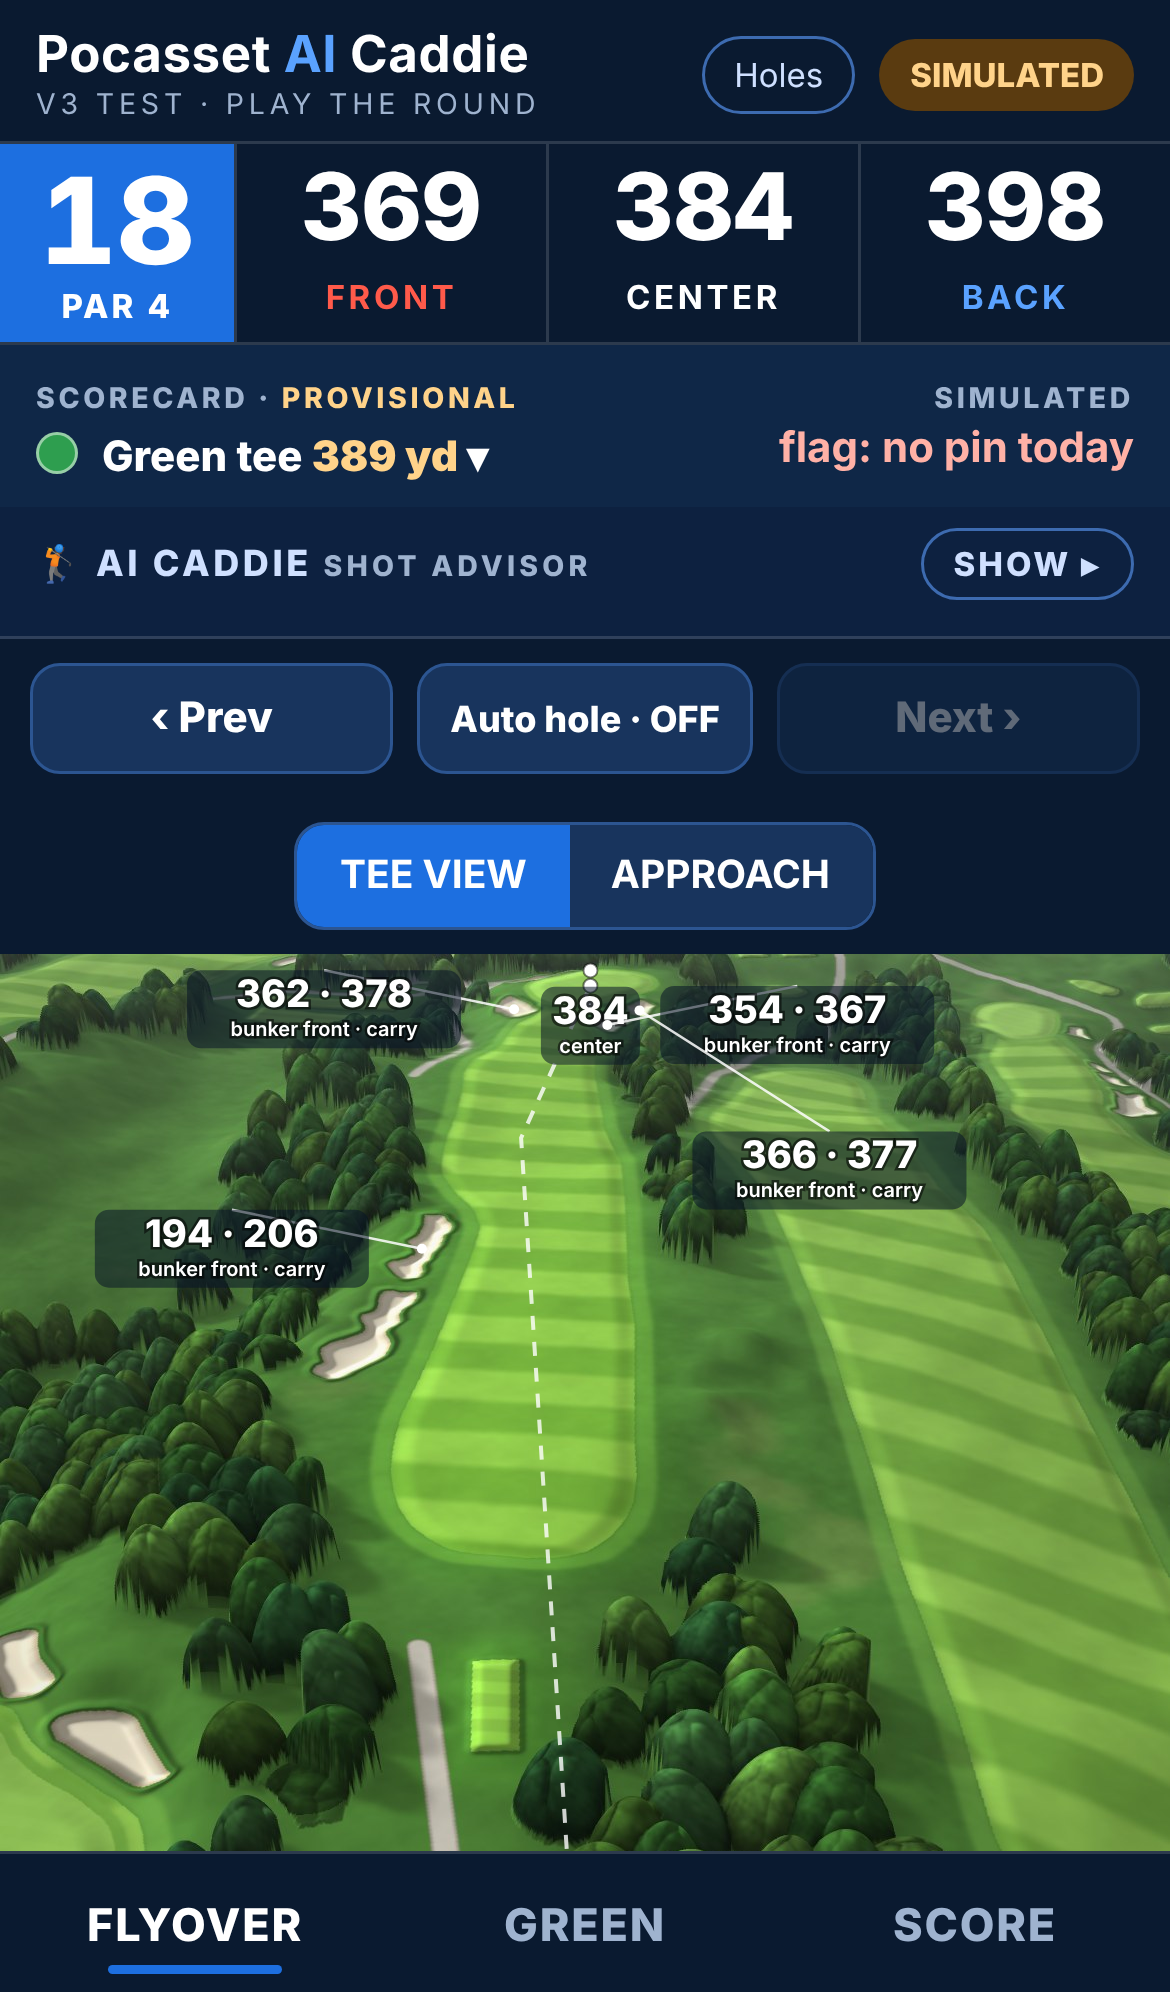 Pocasset AI Caddie
V3 TEST · PLAY THE ROUND
Holes
SIMULATED
18
PAR 4
369
FRONT
384
CENTER
398
BACK
SCORECARD · PROVISIONAL
Green tee 389 yd ▾
SIMULATED
flag: no pin today
AI CADDIE SHOT ADVISOR
SHOW ▸
‹ Prev
Auto hole · OFF
Next ›
TEE VIEW
APPROACH
362 · 378
bunker front · carry
384
center
354 · 367
bunker front · carry
366 · 377
bunker front · carry
194 · 206
bunker front · carry
FLYOVER
GREEN
SCORE